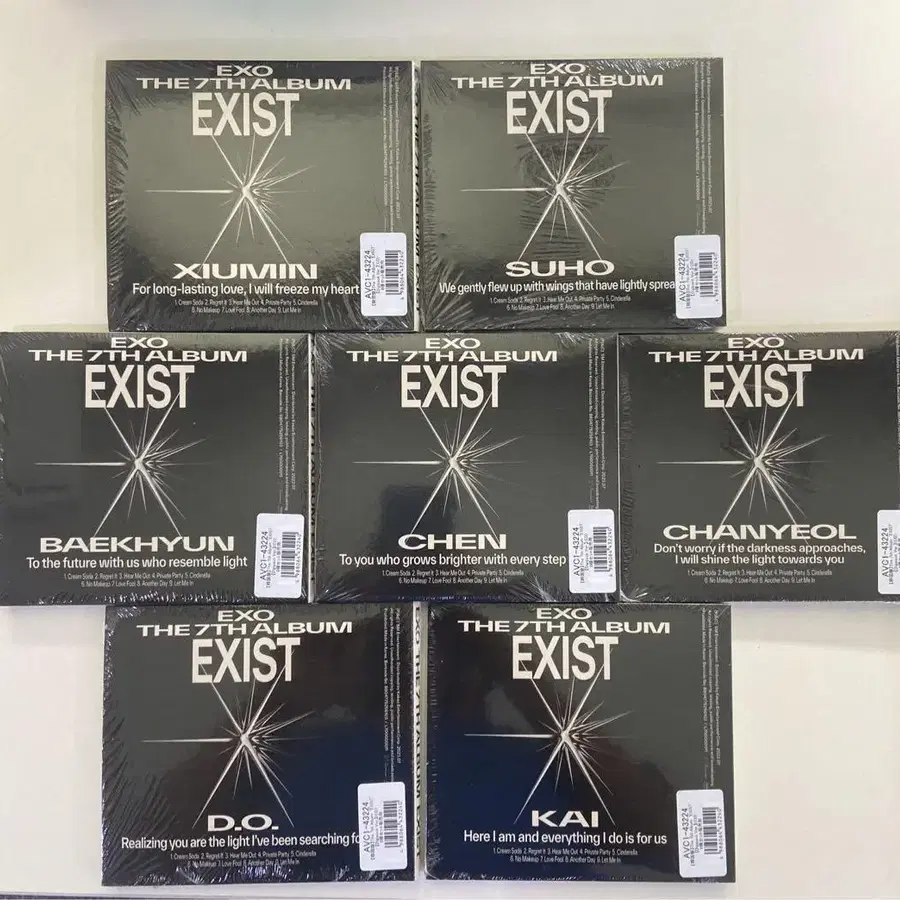 EXO
THE 7TH ALBUM
EXIST
XIUMIN
For long-lasting love, I will freeze my heart
1. Cream Soda 2. Regret It 3. Hear Me Out 4. Private Party 5. Cinderella
6. No Makeup 7. Love Fool 8. Another Day 9. Let Me In
AVC1-43224
EXO
THE 7TH ALBUM
EXIST
SUHO
We gently flew up with wings that have lightly sprea
1. Cream Soda 2. Regret It 3. Hear Me Out 4. Private Party 5. Cinderella
6. No Makeup 7. Love Fool 8. Another Day 9. Let Me In
AVC1-43224
EXO
THE 7TH ALBUM
EXIST
BAEKHYUN
To the future with us who resemble light
1. Cream Soda 2. Regret It 3. Hear Me Out 4. Private Party 5. Cinderella
6. No Makeup 7. Love Fool 8. Another Day 9. Let Me In
AVC1-43224
EXO
THE 7TH ALBUM
EXIST
CHEN
To you who grows brighter with every step
1. Cream Soda 2. Regret It 3. Hear Me Out 4. Private Party 5. Cinderella
6. No Makeup 7. Love Fool 8. Another Day 9. Let Me In
AVC1-43224
EXO
THE 7TH ALBUM
EXIST
CHANYEOL
Don't worry if the darkness approaches,
I will shine the light towards you
1. Cream Soda 2. Regret It 3. Hear Me Out 4. Private Party 5. Cinderella
6. No Makeup 7. Love Fool 8. Another Day 9. Let Me In
AVC1-43224
EXO
THE 7TH ALBUM
EXIST
D.O.
Realizing you are the light I've been searching fo
1. Cream Soda 2. Regret It 3. Hear Me Out 4. Private Party 5. Cinderella
6. No Makeup 7. Love Fool 8. Another Day 9. Let Me In
AVC1-43224
EXO
THE 7TH ALBUM
EXIST
KAI
Here I am and everything I do is for us
1. Cream Soda 2. Regret It 3. Hear Me Out 4. Private Party 5. Cinderella
6. No Makeup 7. Love Fool 8. Another Day 9. Let Me In
AVC1-43224